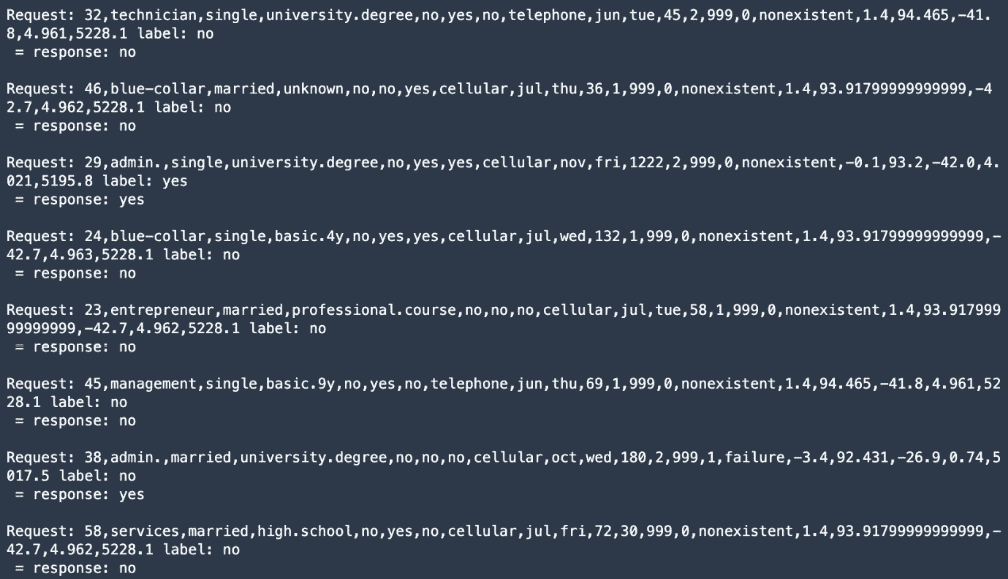 Request: 32,technician,single,university.degree,no,yes,no,telephone,jun,tue,45,2,999,0,nonexistent,1.4,94.465,-41.
8,4.961,5228.1 label: no
= response: no
Request: 46,blue-collar,married,unknown,no,no,yes,cellular,jul,thu,36,1,999,0,nonexistent,1.4,93.91799999999999,-4
2.7,4.962,5228.1 label: no
= response: no
Request: 29,admin.,single,university.degree,no,yes,yes,cellular,nov,fri,1222,2,999,0,nonexistent,-0.1,93.2,-42.0,4.
021,5195.8 label: yes
= response: yes
Request: 24,blue-collar,single,basic.4y,no,yes,yes,cellular,jul,wed,132,1,999,0,nonexistent,1.4,93.91799999999999,-
42.7,4.963,5228.1 label: no
= response: no
Request: 23,entrepreneur,married,professional.course,no,no,no,cellular,jul,tue,58,1,999,0,nonexistent,1.4,93.917999
99999999,-42.7,4.962,5228.1 label: no
= response: no
Request: 45,management,single,basic.9y,no,yes,no,telephone,jun,thu,69,1,999,0,nonexistent,1.4,94.465,-41.8,4.961,52
28.1 label: no
= response: no
Request: 38,admin.,married,university.degree,no,no,no,cellular,oct,wed,180,2,999,1,failure,-3.4,92.431,-26.9,0.74,5
017.5 label: no
= response: yes
Request: 58,services,married,high.school,no,yes,no,cellular,jul,fri,72,30,999,0,nonexistent,1.4,93.91799999999999,-
42.7,4.962,5228.1 label: no
= response: no